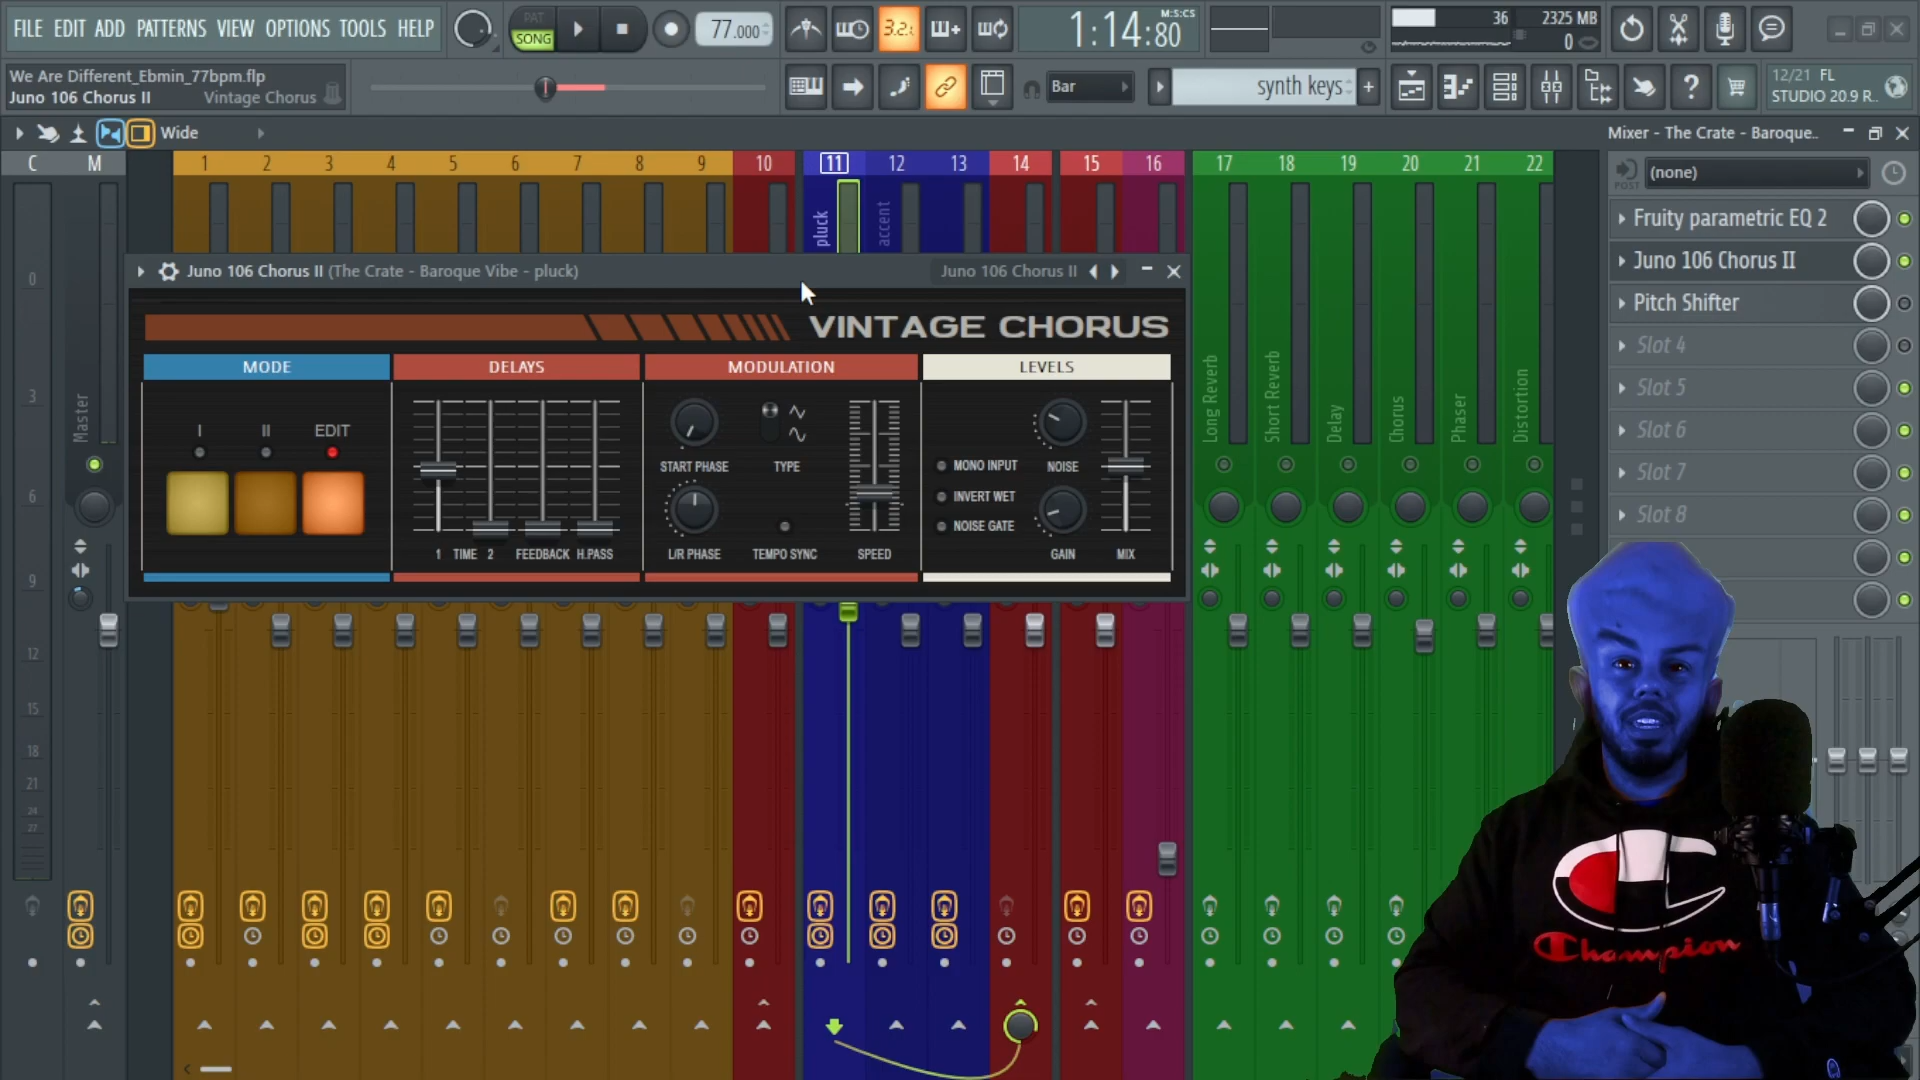 FILE EDIT ADD PATTERNS VIEW OPTIONS TOOLS HELP
PAT
SONG
77.000
3.2.
1:14:80
M:S:CS
36
2325 MB
0
We Are Different_Ebmin_77bpm.flp
Juno 106 Chorus II
Vintage Chorus
Bar
synth keys
12/21 FL
STUDIO 20.9 R..
Wide
Mixer - The Crate - Baroque..
C M 1 2 3 4 5 6 7 8 9 10 11 12 13 14 15 16 17 18 19 20 21 22
POST
(none)
Fruity parametric EQ 2
Juno 106 Chorus II
Pitch Shifter
Slot 4
Slot 5
Slot 6
Slot 7
Slot 8
pluck
accent
Juno 106 Chorus II (The Crate - Baroque Vibe - pluck)
Juno 106 Chorus II
VINTAGE CHORUS
MODE
DELAYS
MODULATION
LEVELS
I II EDIT
START PHASE
TYPE
MONO INPUT
NOISE
INVERT WET
NOISE GATE
1 TIME 2 FEEDBACK H.PASS
L/R PHASE
TEMPO SYNC
SPEED
GAIN
MIX
Master
Long Reverb
Short Reverb
Delay
Chorus
Phaser
Distortion
0
3
6
9
12
15
18
21
24
27
Champion